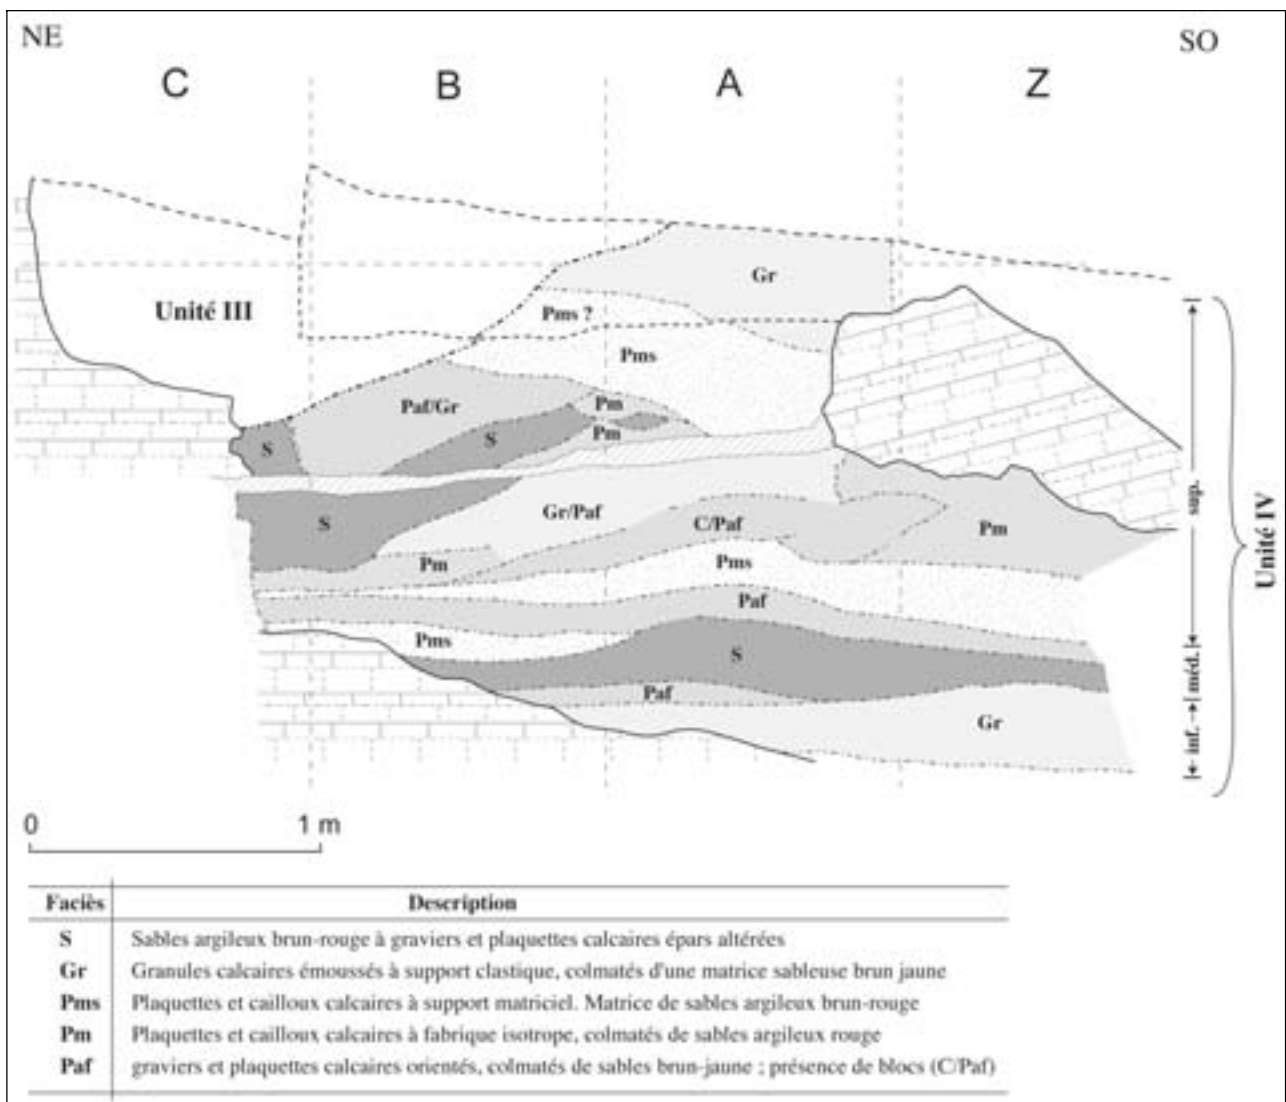 NE SO
C B A Z
Gr
Unité III
Pms ?
Pms
Paf/Gr
Pm
S
S
Pm
S
Gr/Paf
C/Paf
Pm
Pm
Pms
Paf
Pms
S
Paf
Gr
sup.
méd.
inf.
Unité IV
0 1 m
Faciès Description
S Sables argileux brun-rouge à graviers et plaquettes calcaires épars altérées
Gr Granules calcaires émoussés à support clastique, colmatés d'une matrice sableuse brun jaune
Pms Plaquettes et cailloux calcaires à support matriciel. Matrice de sables argileux brun-rouge
Pm Plaquettes et cailloux calcaires à fabrique isotrope, colmatés de sables argileux rouge
Paf graviers et plaquettes calcaires orientés, colmatés de sables brun-jaune ; présence de blocs (C/Paf)